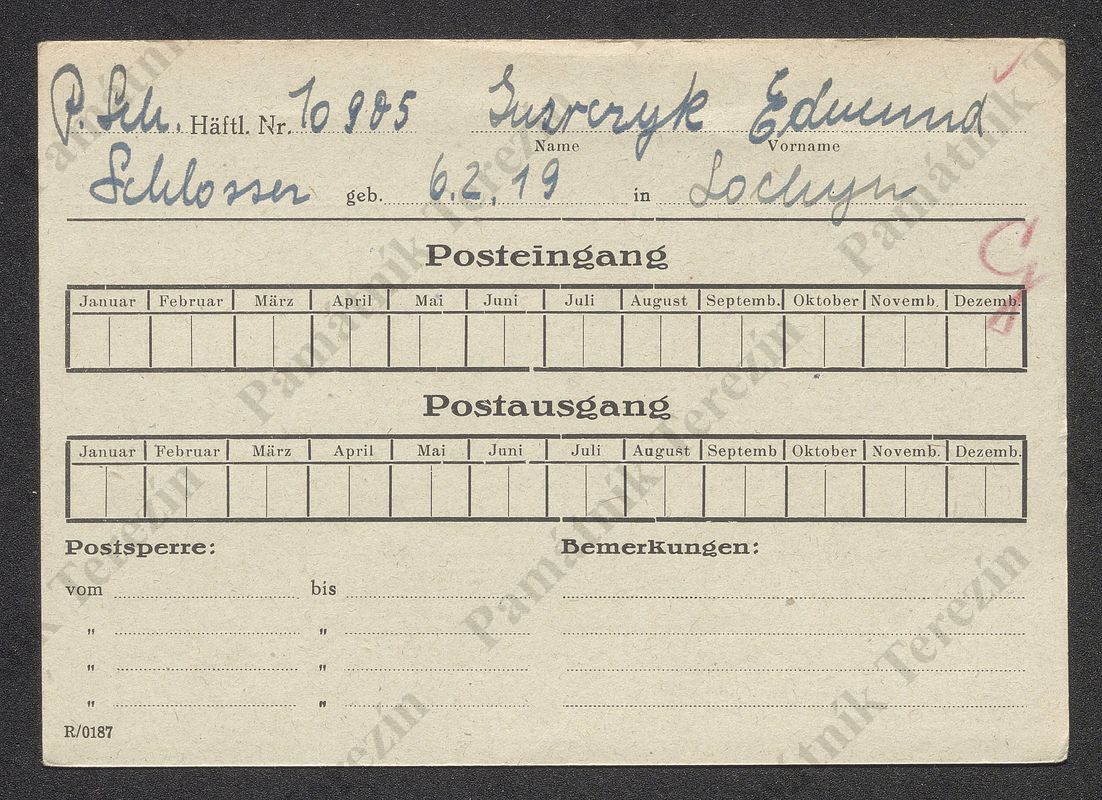 P. Sch. Häftl. Nr. 10 985 Edmund
Name Vorname
Schlosser geb. 6.2.19 in Lochyn
Posteingang
Januar Februar März April Mai Juni Juli August Septemb. Oktober Novemb. Dezemb.
Postausgang
Januar Februar März April Mai Juni Juli August Septemb Oktober Novemb. Dezemb.
Postsperre: Bemerkungen:
vom bis
" "
" "
" "
R/0187
Památník Terezín